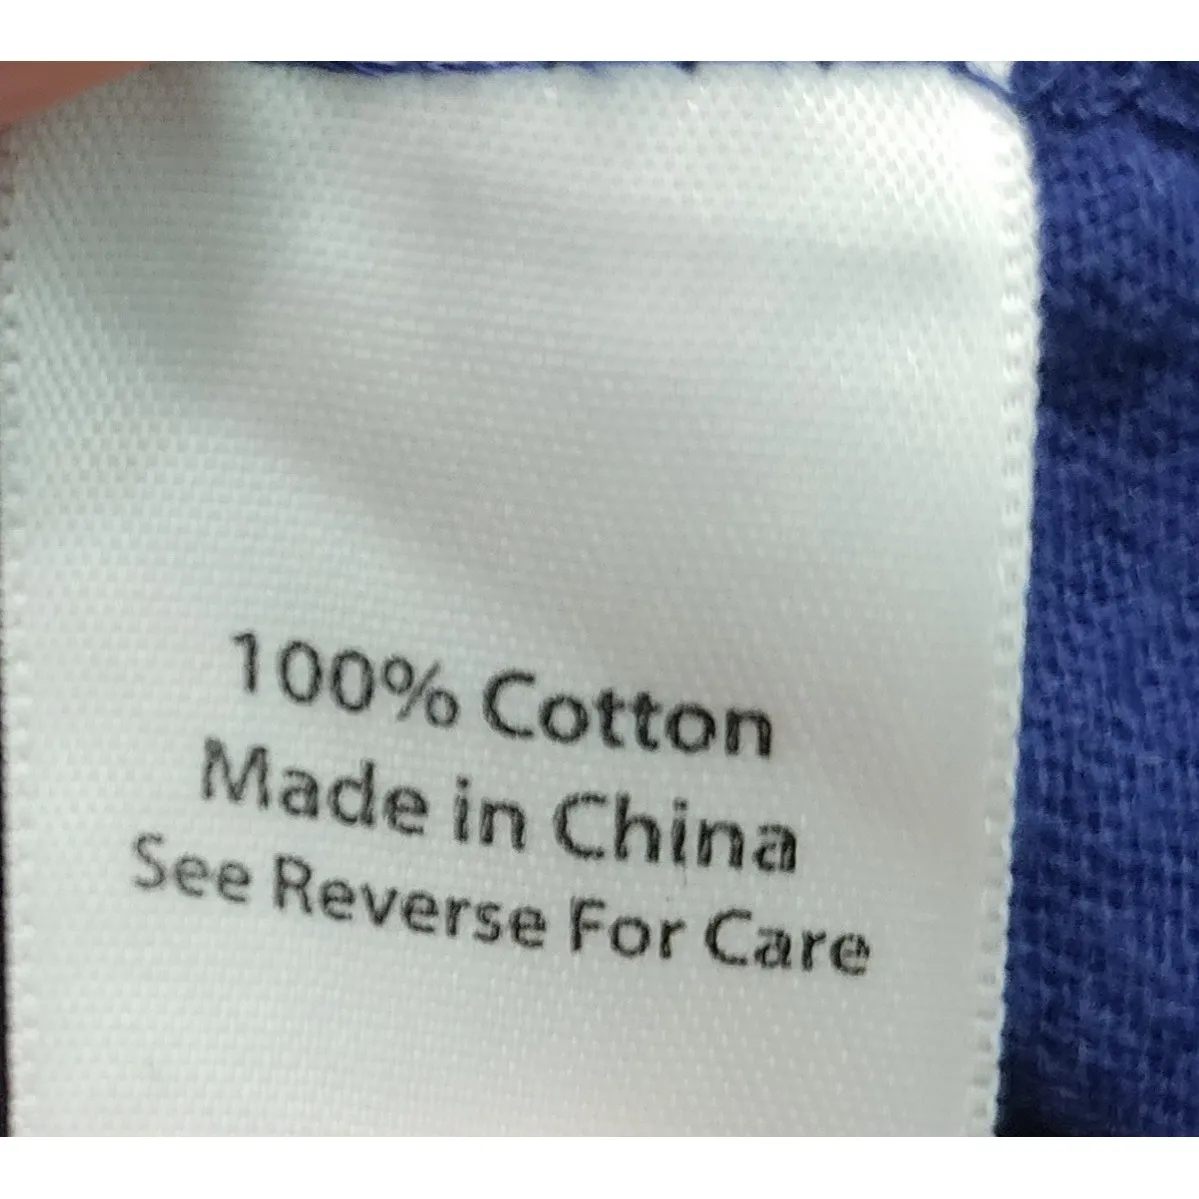 100% Cotton
Made in China
See Reverse For Care